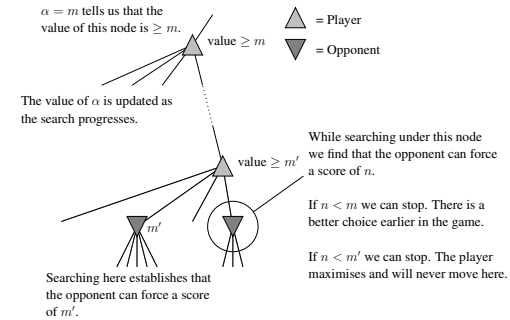 α = m tells us that the
value of this node is ≥ m.
value ≥ m
= Player
= Opponent
The value of α is updated as
the search progresses.
value ≥ m′
While searching under this node
we find that the opponent can force
a score of n.
If n < m we can stop. There is a
better choice earlier in the game.
If n < m′ we can stop. The player
maximises and will never move here.
m′
Searching here establishes that
the opponent can force a score
of m′.